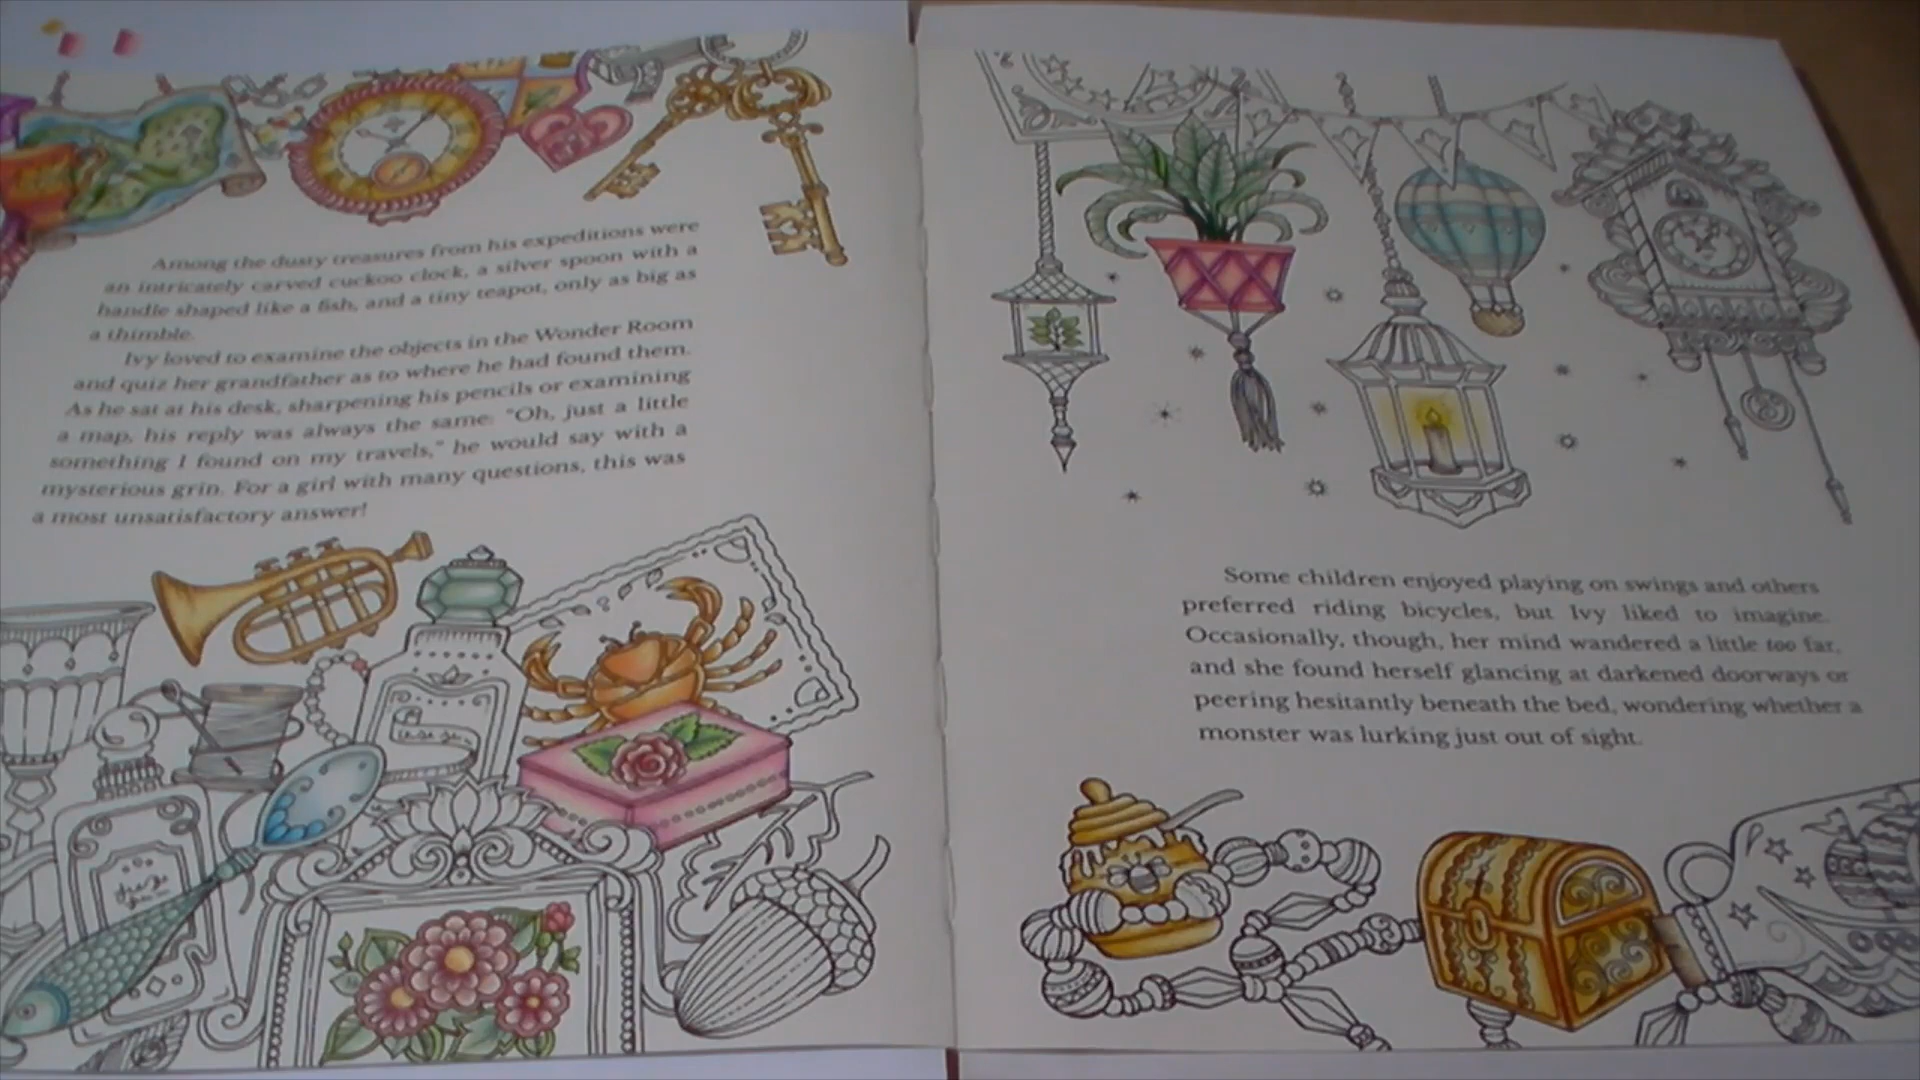 Among the dusty treasures from his expeditions were
an intricately carved cuckoo clock, a silver spoon with a
handle shaped like a fish, and a tiny teapot, only as big as
a thimble.
Ivy loved to examine the objects in the Wonder Room
and quiz her grandfather as to where he had found them.
As he sat at his desk, sharpening his pencils or examining
a map, his reply was always the same: "Oh, just a little
something I found on my travels," he would say with a
mysterious grin. For a girl with many questions, this was
a most unsatisfactory answer!
Some children enjoyed playing on swings and others
preferred riding bicycles, but Ivy liked to imagine.
Occasionally, though, her mind wandered a little too far,
and she found herself glancing at darkened doorways or
peering hesitantly beneath the bed, wondering whether a
monster was lurking just out of sight.